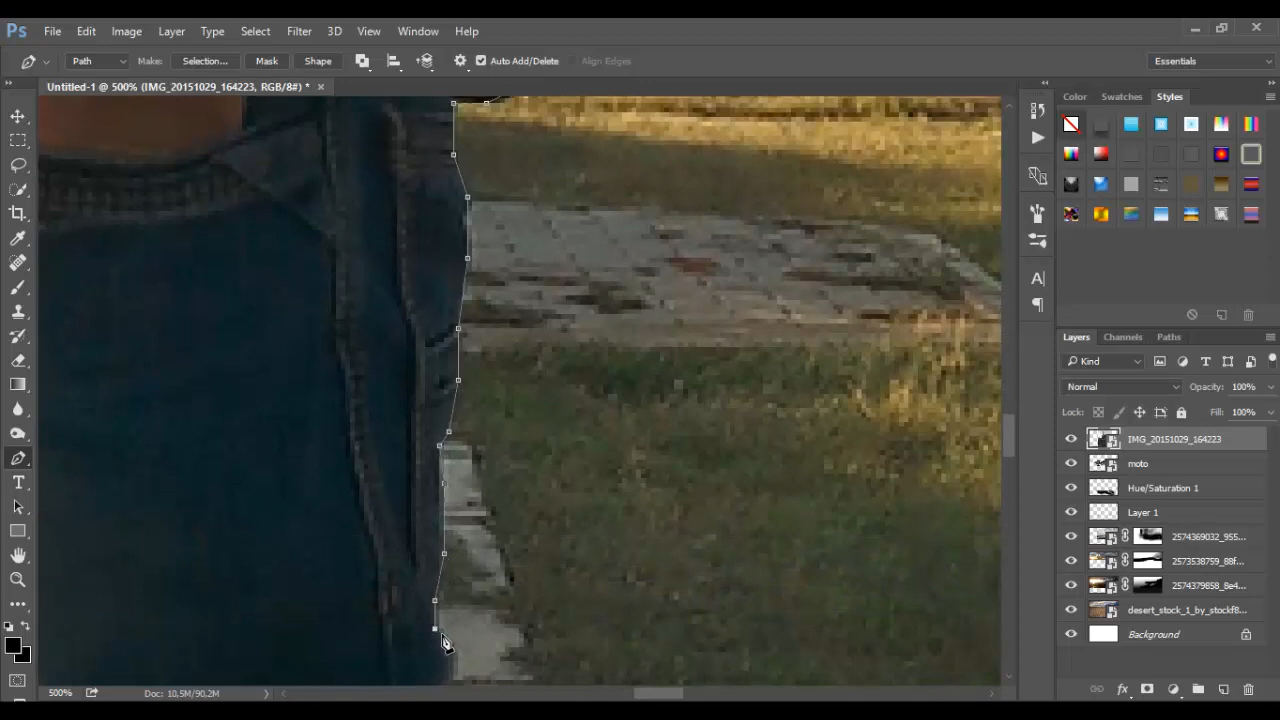 Ps File Edit Image Layer Type Select Filter 3D View Window Help
Path Make: Selection... Mask Shape Auto Add/Delete Align Edges Essentials
Untitled-1 @ 500% (IMG_20151029_164223, RGB/8#) * ×
Color Swatches Styles
Layers Channels Paths
Kind
Normal Opacity: 100%
Lock: Fill: 100%
IMG_20151029_164223
moto
Hue/Saturation 1
Layer 1
2574369032_955...
2573538759_88f...
2574379858_8e4...
desert_stock_1_by_stockf8...
Background
500% Doc: 10,5M/90,2M